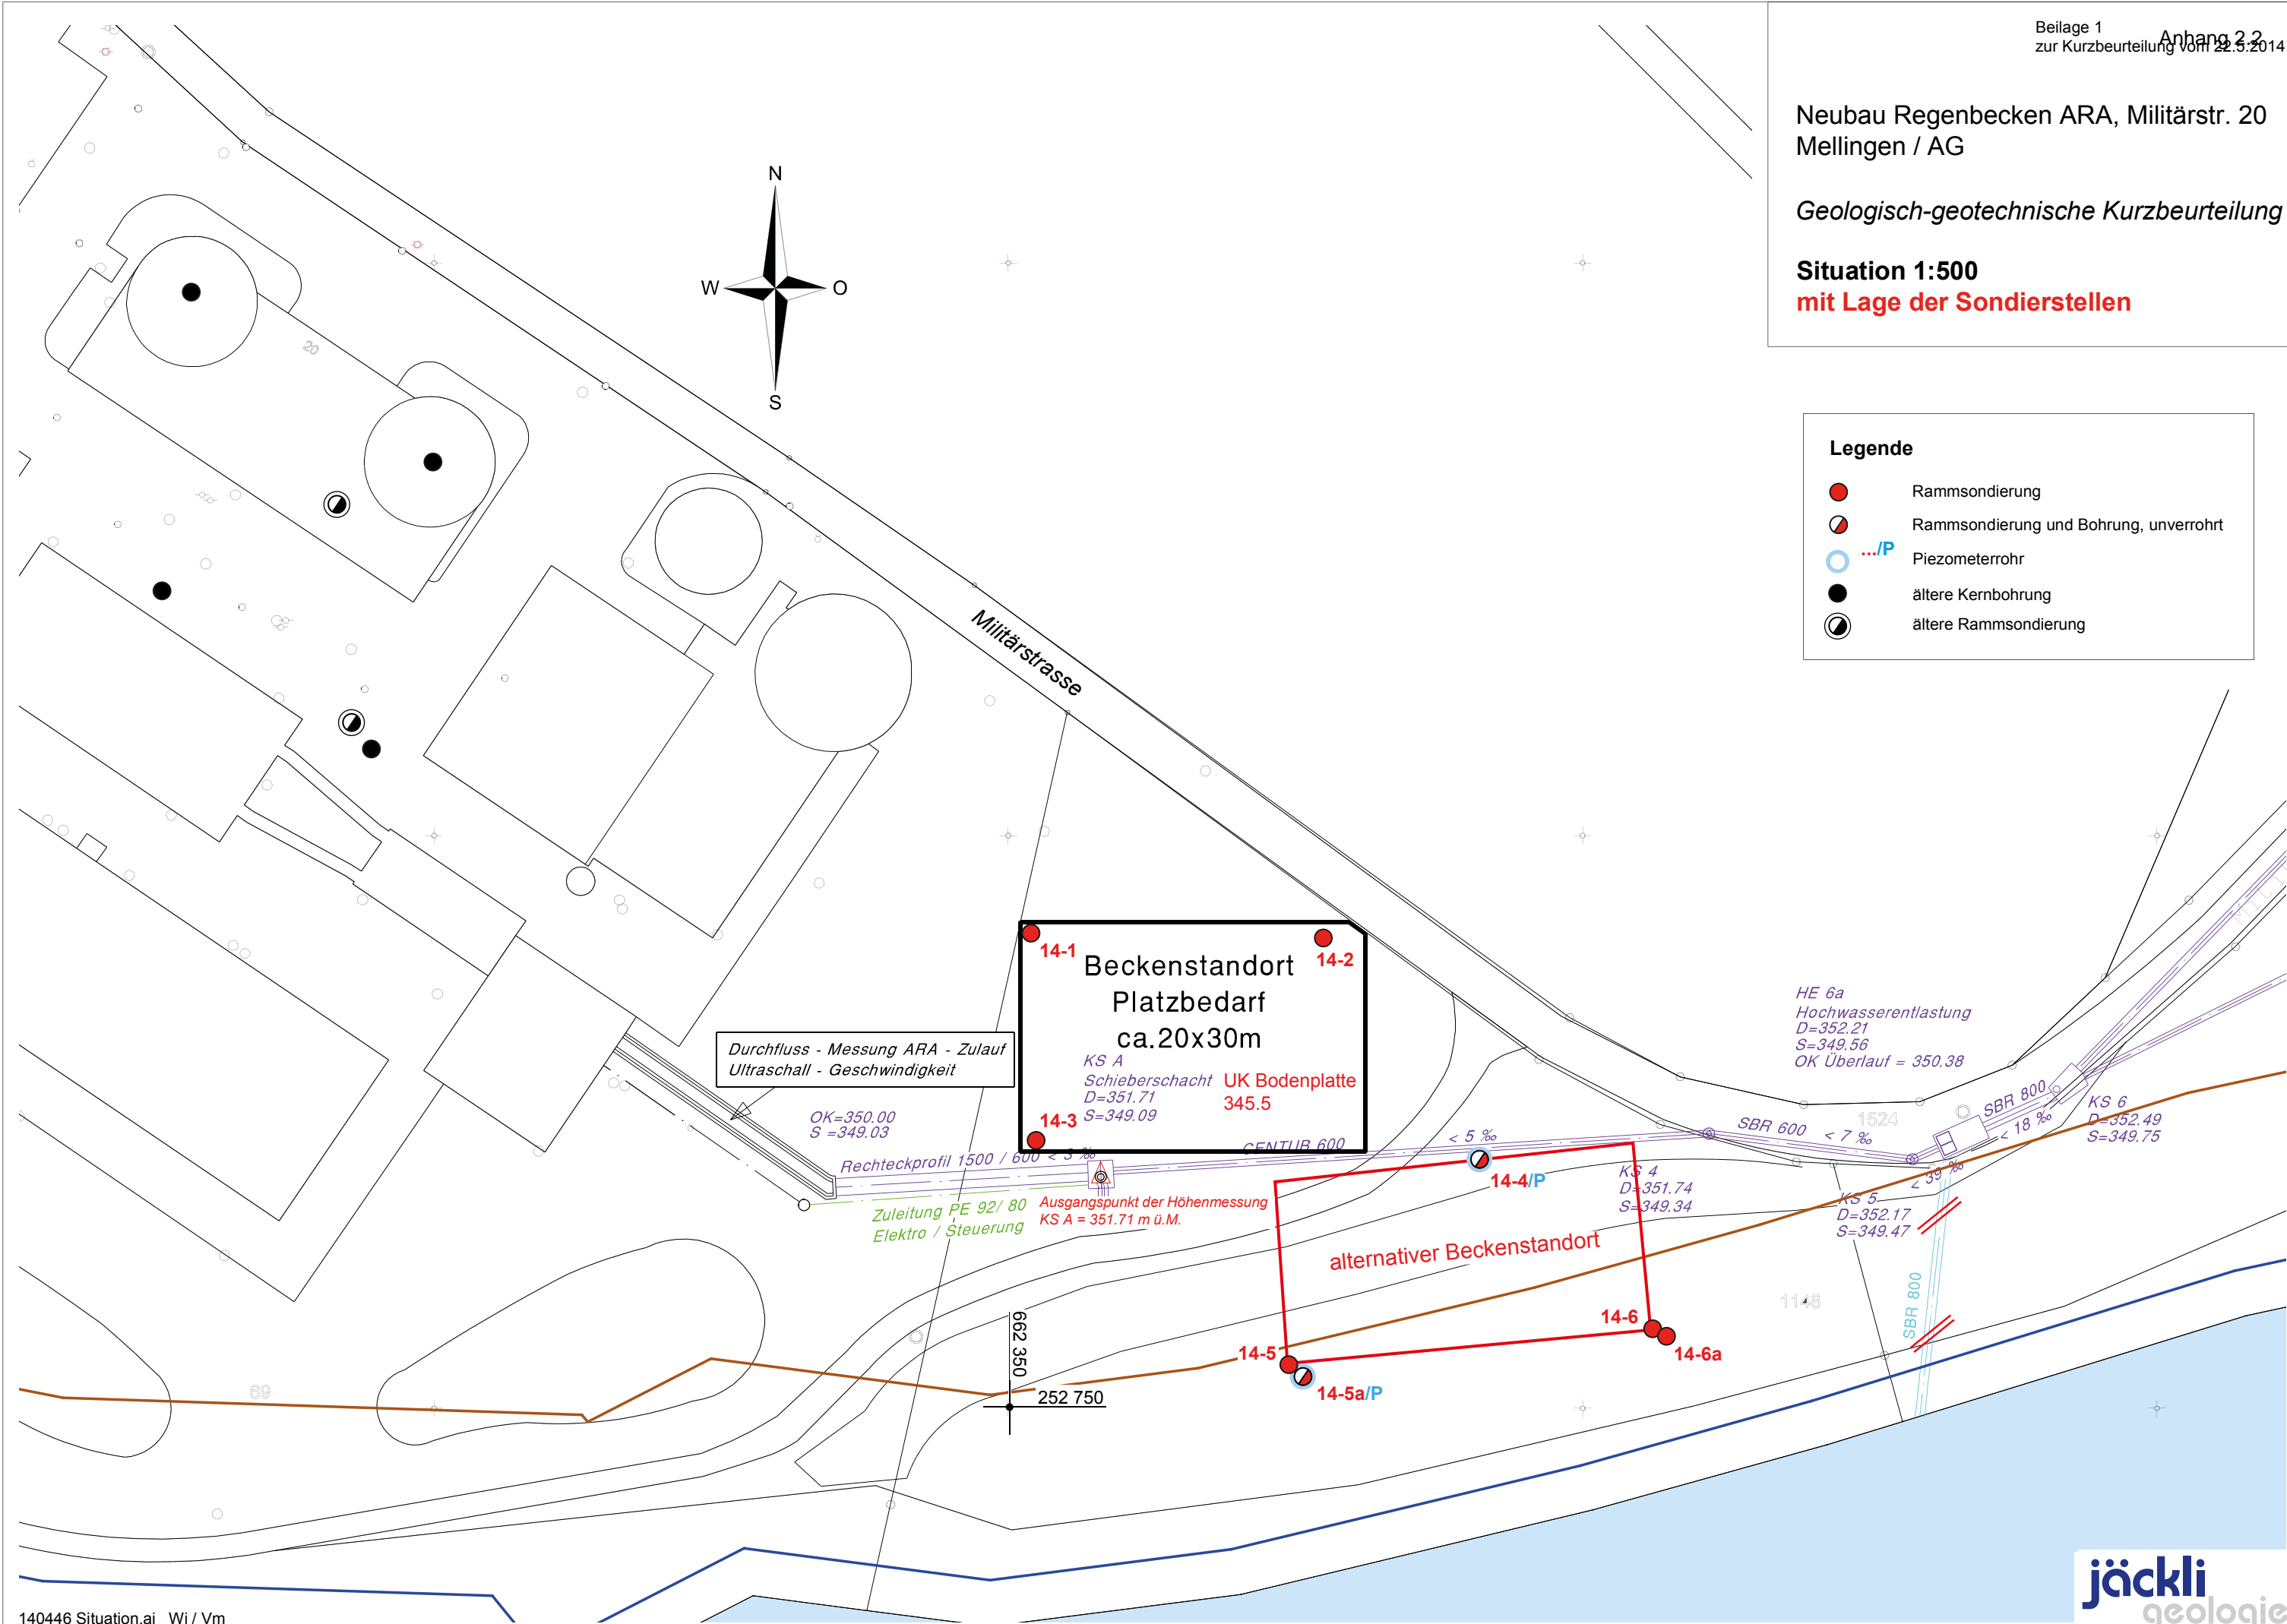 Beilage 1
Anhang 2.2
zur Kurzbeurteilung vom 22.5.2014
Neubau Regenbecken ARA, Militärstr. 20
Mellingen / AG
Geologisch-geotechnische Kurzbeurteilung
Situation 1:500
mit Lage der Sondierstellen
N
W
O
S
20
Legende
Rammsondierung
Rammsondierung und Bohrung, unverrohrt
.../P
Piezometerrohr
ältere Kernbohrung
ältere Rammsondierung
Militärstrasse
14-1
14-2
Beckenstandort
Platzbedarf
ca.20x30m
KS A
Schieberschacht
D=351.71
S=349.09
UK Bodenplatte
345.5
14-3
Durchfluss - Messung ARA - Zulauf
Ultraschall - Geschwindigkeit
OK=350.00
S =349.03
Rechteckprofil 1500 / 600 < 3 ‰
CENTUB 600
< 5 ‰
SBR 600
< 7 ‰
1524
HE 6a
Hochwasserentlastung
D=352.21
S=349.56
OK Überlauf = 350.38
SBR 800
< 18 ‰
KS 6
D=352.49
S=349.75
< 39 ‰
KS 5
D=352.17
S=349.47
KS 4
D=351.74
S=349.34
14-4/P
Zuleitung PE 92/ 80
Elektro / Steuerung
Ausgangspunkt der Höhenmessung
KS A = 351.71 m ü.M.
alternativer Beckenstandort
SBR 800
1148
14-6
14-6a
14-5
14-5a/P
662 350
252 750
69
140446 Situation.ai Wi / Vm
jäckli
geologie